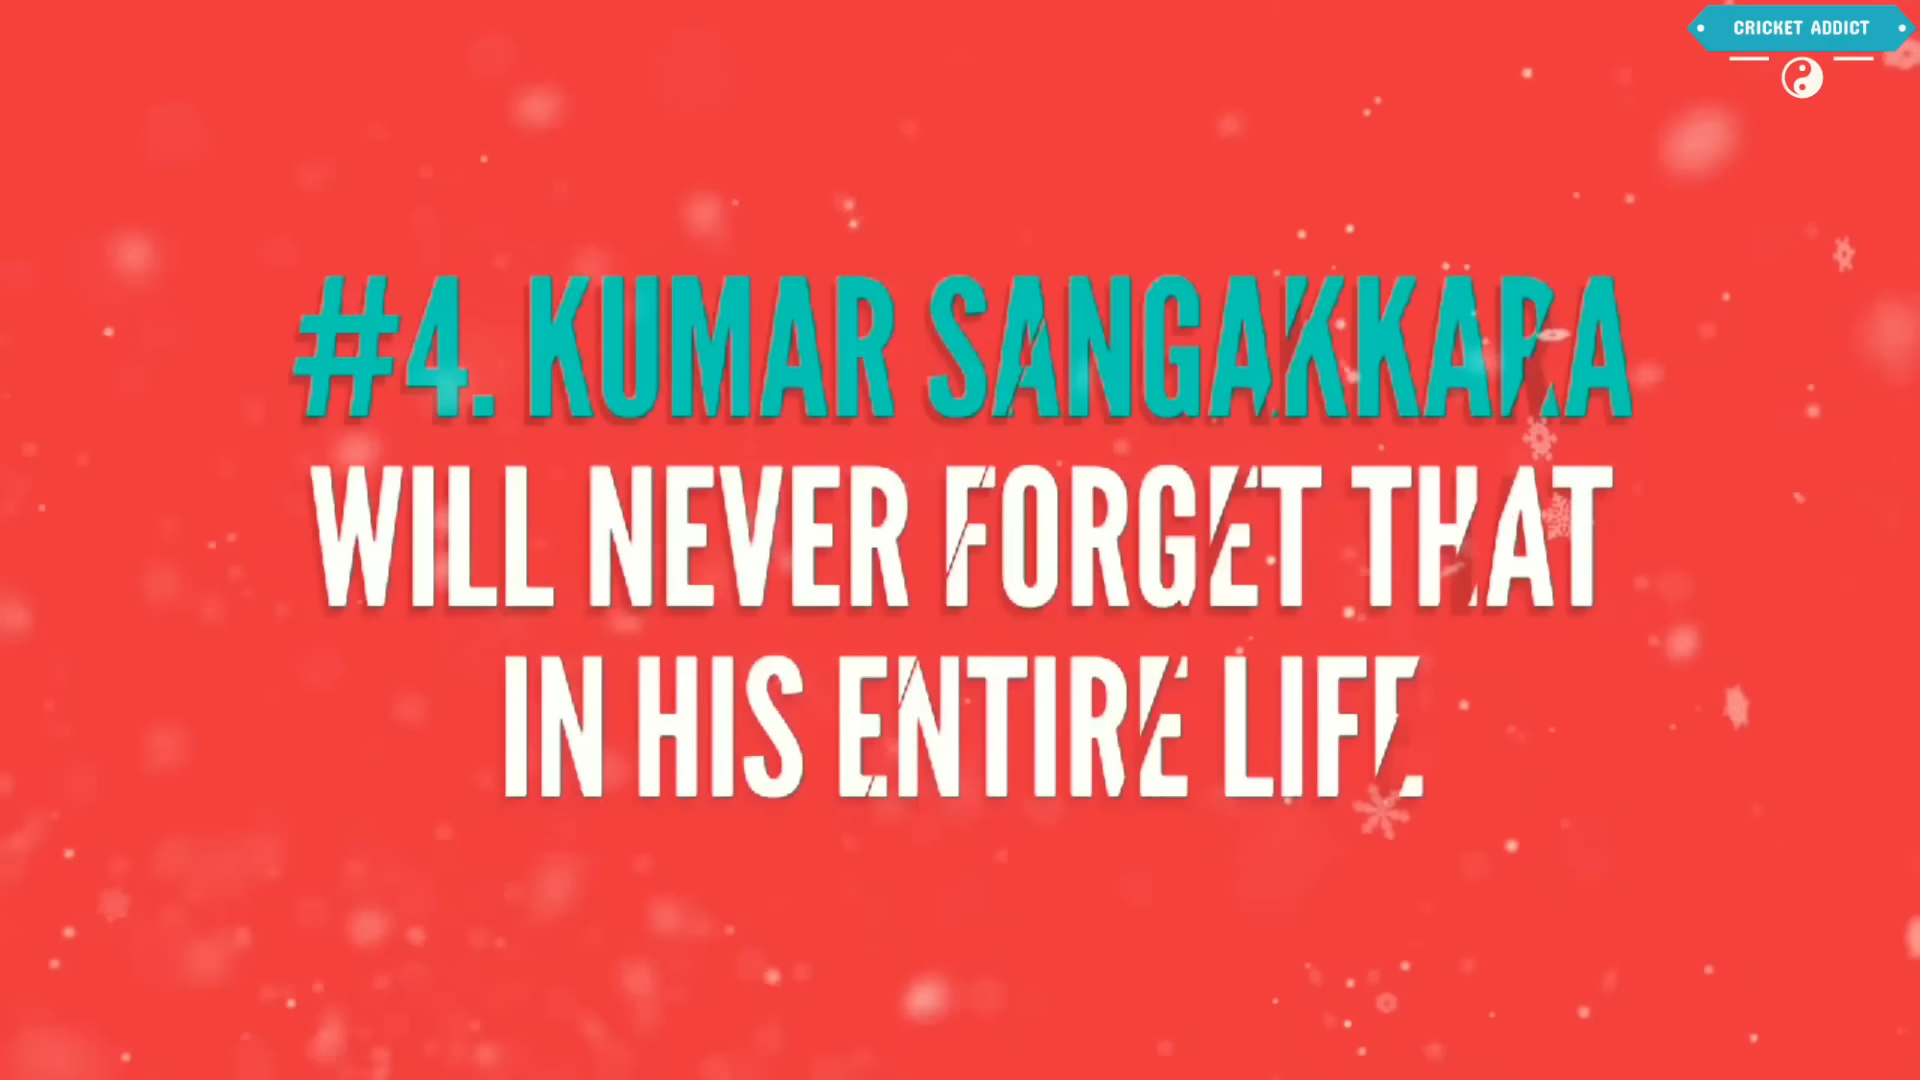 CRICKET ADDICT
#4. KUMAR SANGAKKARA
WILL NEVER FORGET THAT
IN HIS ENTIRE LIFE